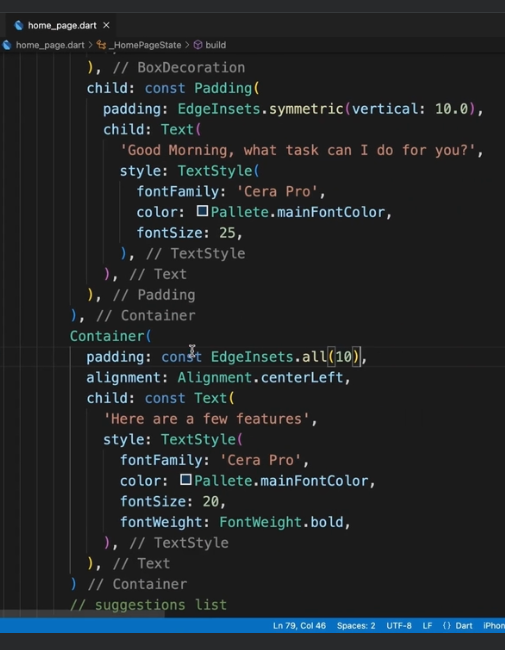 home_page.dart ×
home_page.dart > _HomePageState > build
), // BoxDecoration
child: const Padding(
padding: EdgeInsets.symmetric(vertical: 10.0),
child: Text(
'Good Morning, what task can I do for you?',
style: TextStyle(
fontFamily: 'Cera Pro',
color: Pallete.mainFontColor,
fontSize: 25,
), // TextStyle
), // Text
), // Padding
), // Container
Container(
padding: const EdgeInsets.all(10),
alignment: Alignment.centerLeft,
child: const Text(
'Here are a few features',
style: TextStyle(
fontFamily: 'Cera Pro',
color: Pallete.mainFontColor,
fontSize: 20,
fontWeight: FontWeight.bold,
), // TextStyle
), // Text
) // Container
// suggestions list
Ln 79, Col 46 Spaces: 2 UTF-8 LF {} Dart iPhon